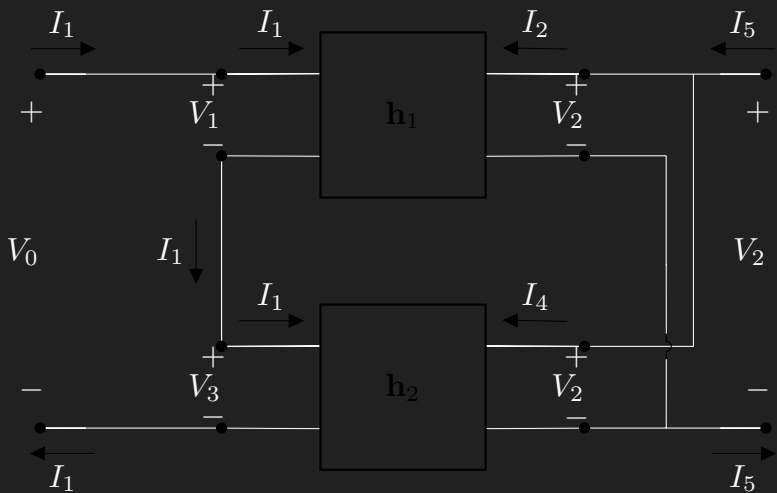 I₁ I₁ I₂ I₅
+ + + +
V₁ h₁ V₂
− −
V₀ I₁ V₂
I₁ I₄
+ +
− V₃ h₂ V₂ −
− −
I₁ I₅